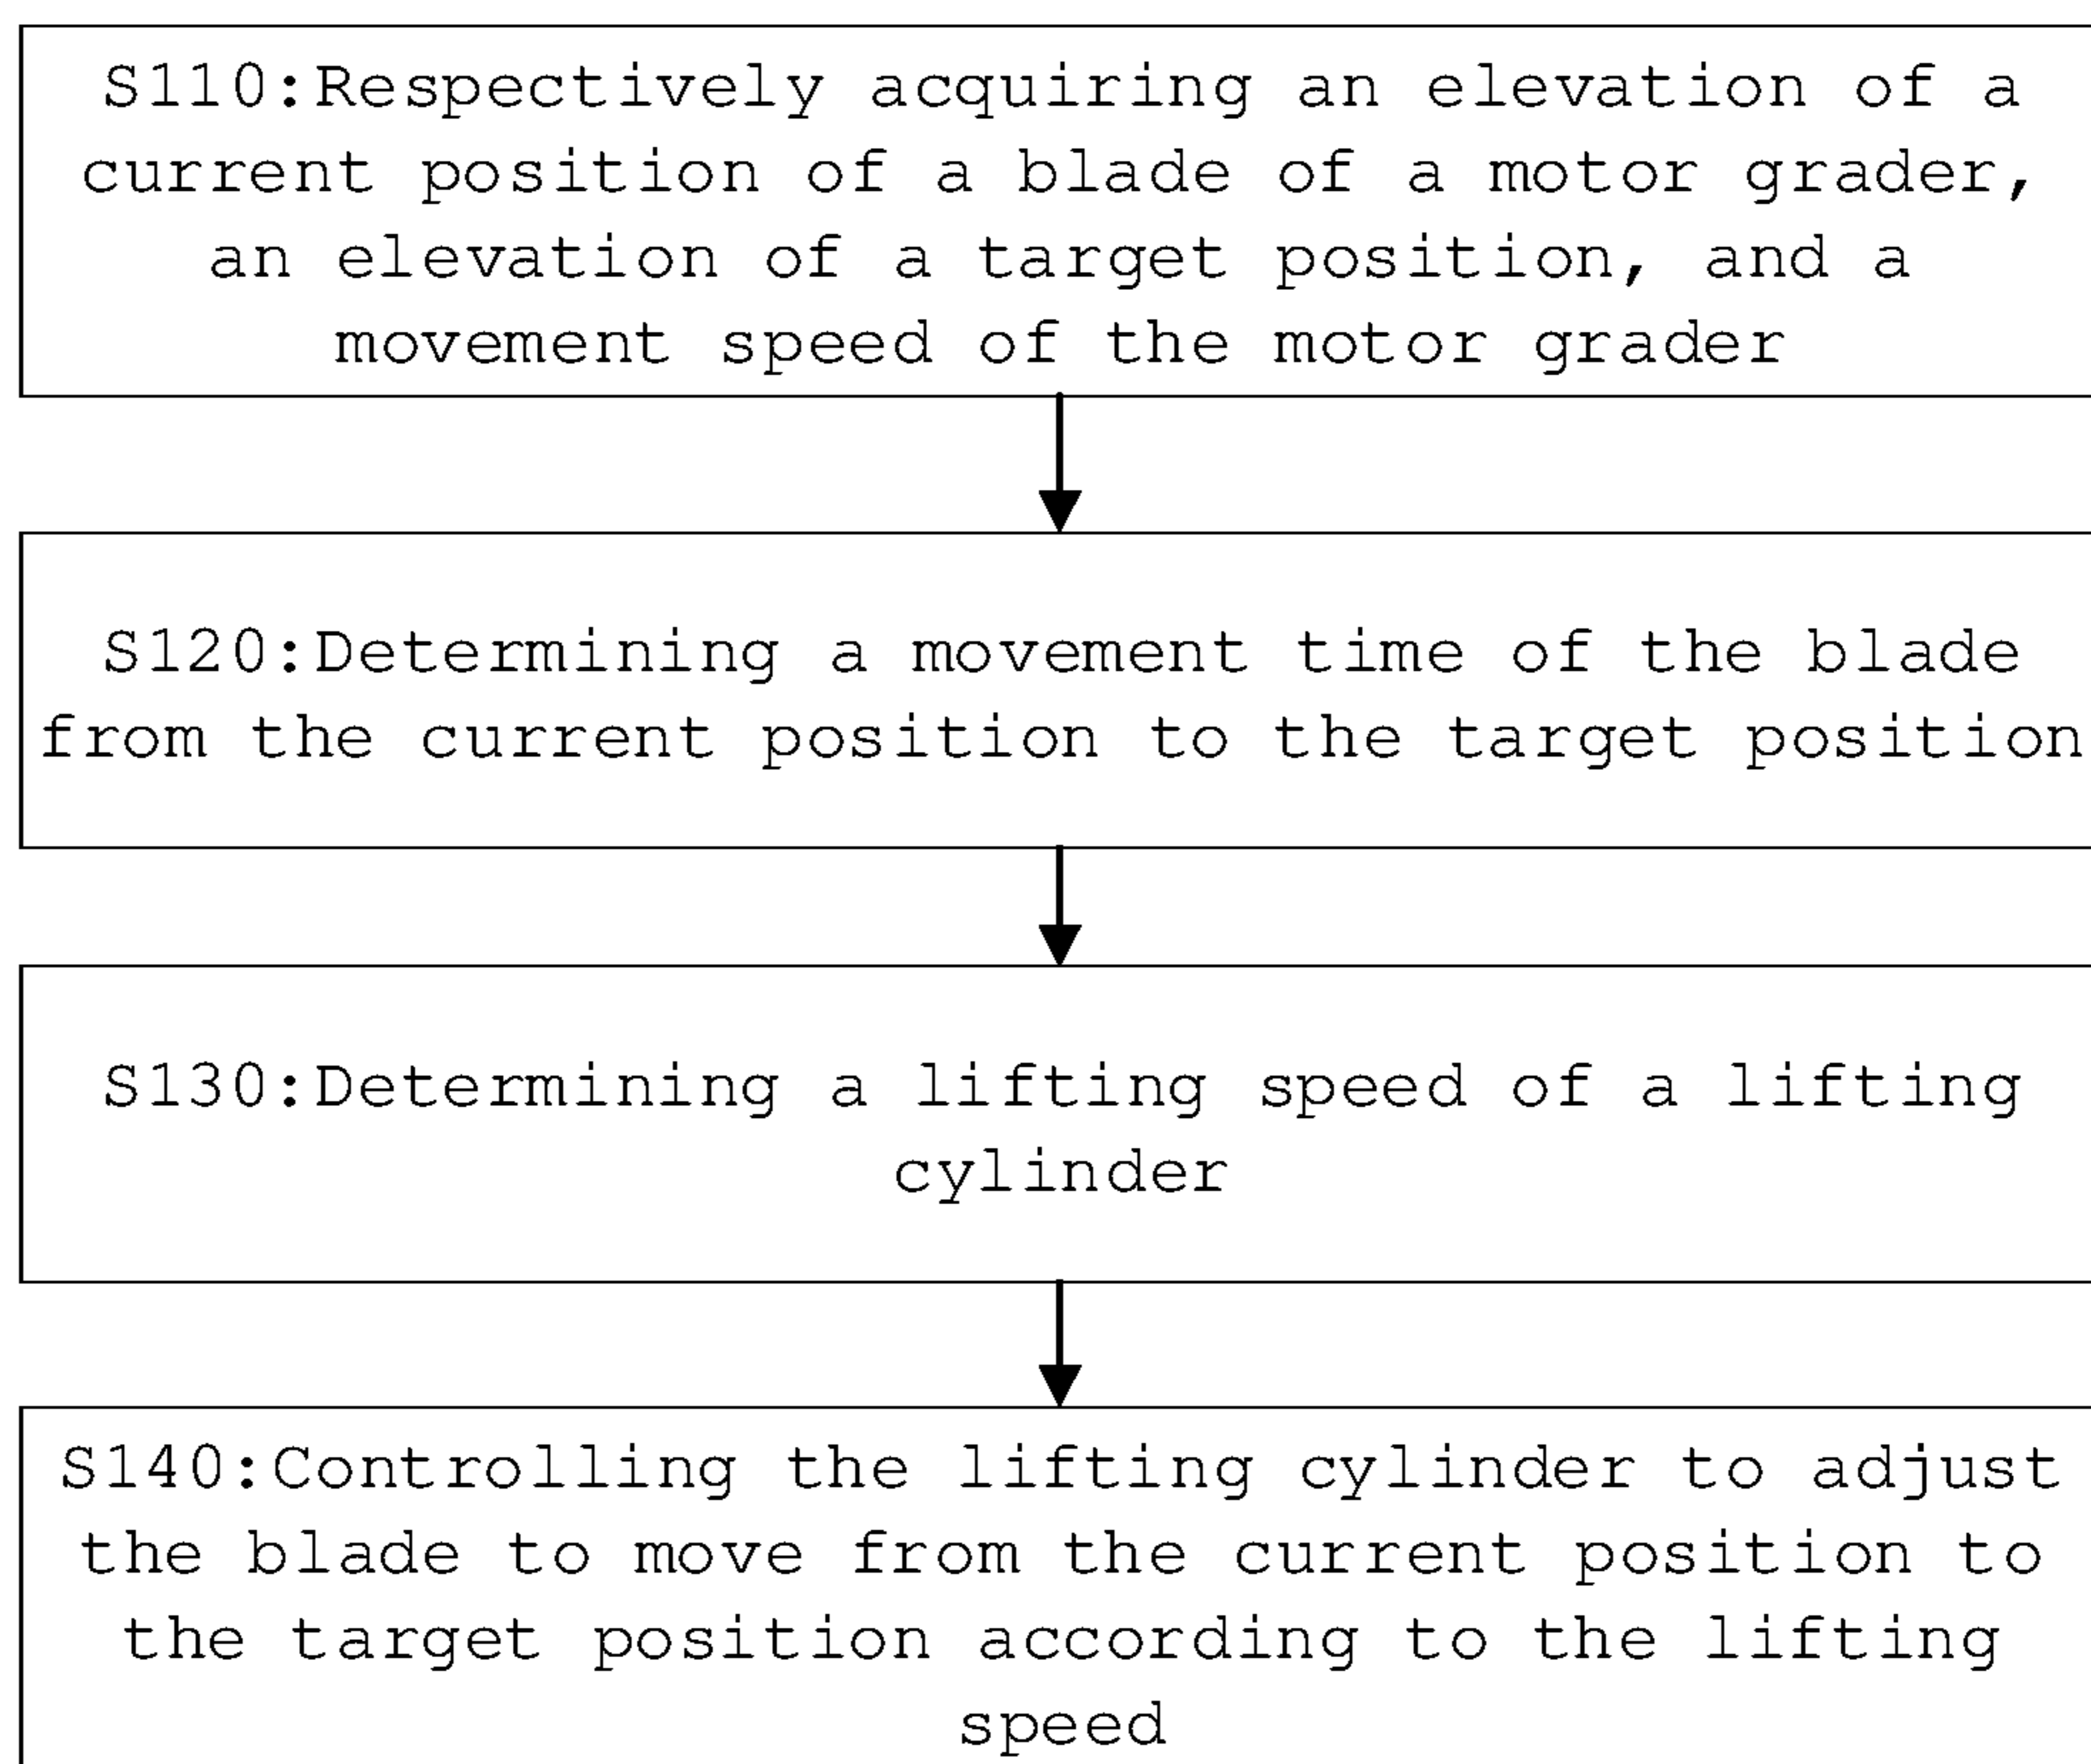 S110:Respectively acquiring an elevation of a
current position of a blade of a motor grader,
an elevation of a target position, and a
movement speed of the motor grader
S120:Determining a movement time of the blade
from the current position to the target position
S130:Determining a lifting speed of a lifting
cylinder
S140:Controlling the lifting cylinder to adjust
the blade to move from the current position to
the target position according to the lifting
speed